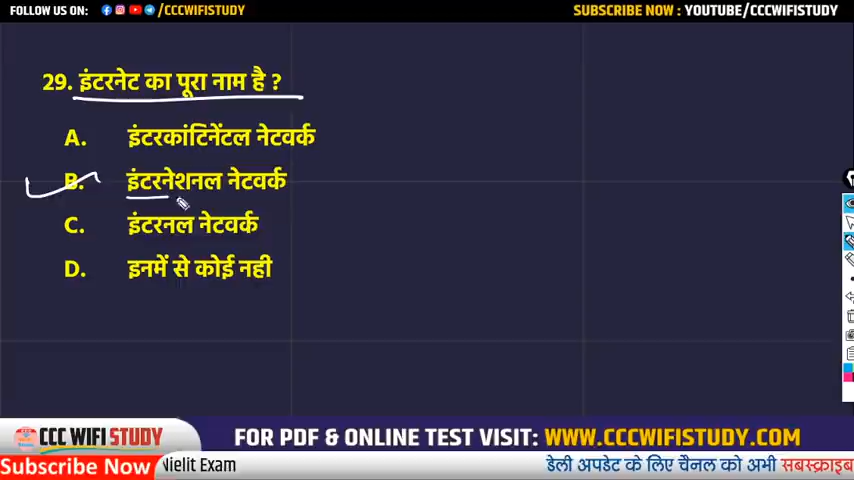 FOLLOW US ON: /CCCWIFISTUDY SUBSCRIBE NOW : YOUTUBE/CCCWIFISTUDY
29. इंटरनेट का पूरा नाम है ?
A. इंटरकांटिनेंटल नेटवर्क
B. इंटरनेशनल नेटवर्क
C. इंटरनल नेटवर्क
D. इनमें से कोई नही
CCC WIFI STUDY FOR PDF & ONLINE TEST VISIT: WWW.CCCWIFISTUDY.COM
Subscribe Now Nielit Exam डेली अपडेट के लिए चैनल को अभी सबस्क्राइब